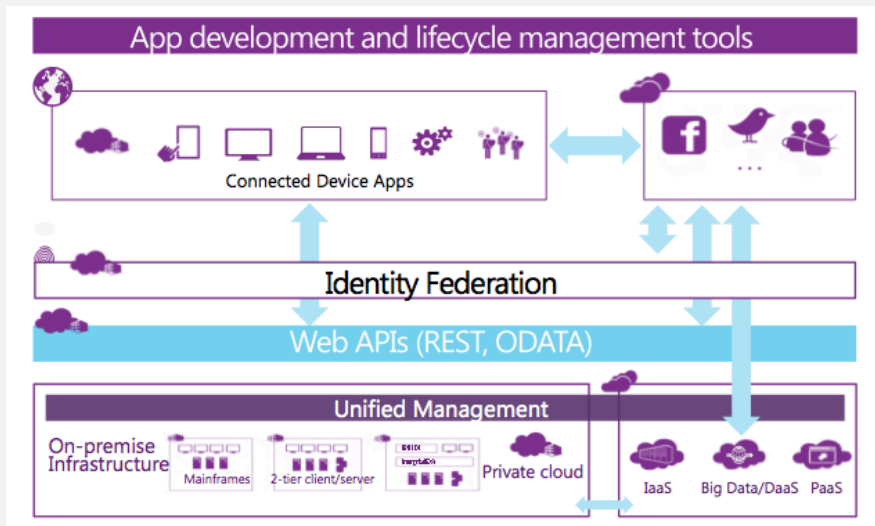 App development and lifecycle management tools
f
...
Connected Device Apps
Identity Federation
Web APIs (REST, ODATA)
Unified Management
On-premise
Infrastructure
Mainframes
2-tier client/server
Private cloud
IaaS
Big Data/DaaS
PaaS